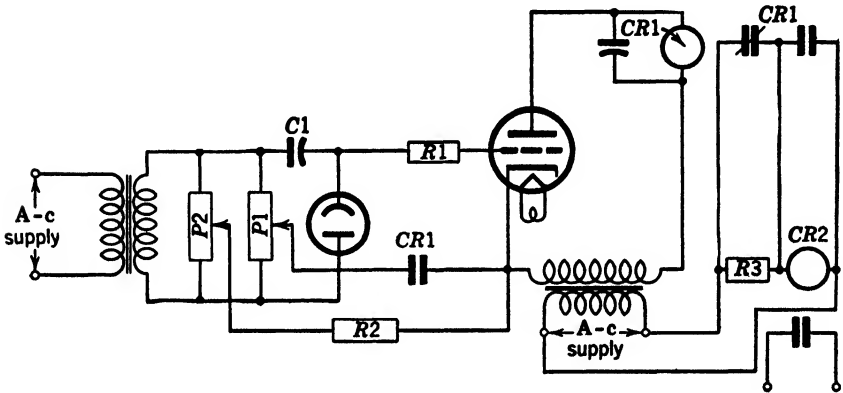 CR1
CR1
C1
R1
A-c
supply
P2
P1
CR1
CR2
R3
R2
A-c
supply